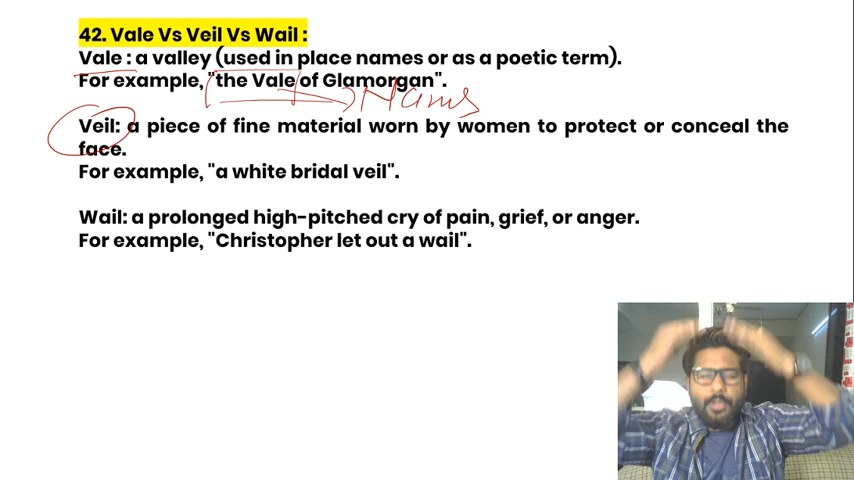 42. Vale Vs Veil Vs Wail :
Vale : a valley (used in place names or as a poetic term).
For example, "the Vale of Glamorgan".
Nams
Veil: a piece of fine material worn by women to protect or conceal the
face.
For example, "a white bridal veil".
Wail: a prolonged high-pitched cry of pain, grief, or anger.
For example, "Christopher let out a wail".